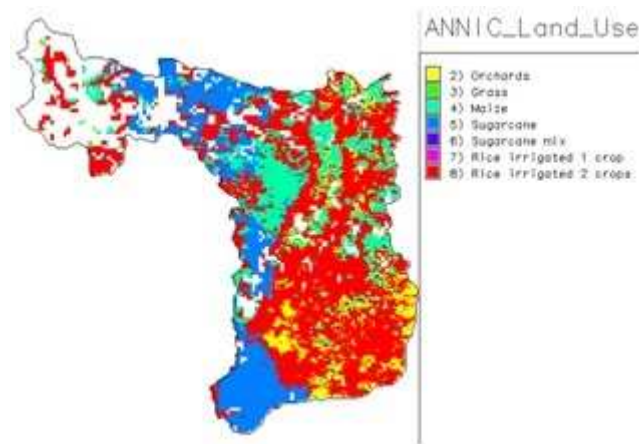 ANNIC_Land_Use
2) Orchards
3) Grass
4) Maize
5) Sugarcane
6) Sugarcane mix
7) Rice irrigated 1 crop
8) Rice irrigated 2 crops